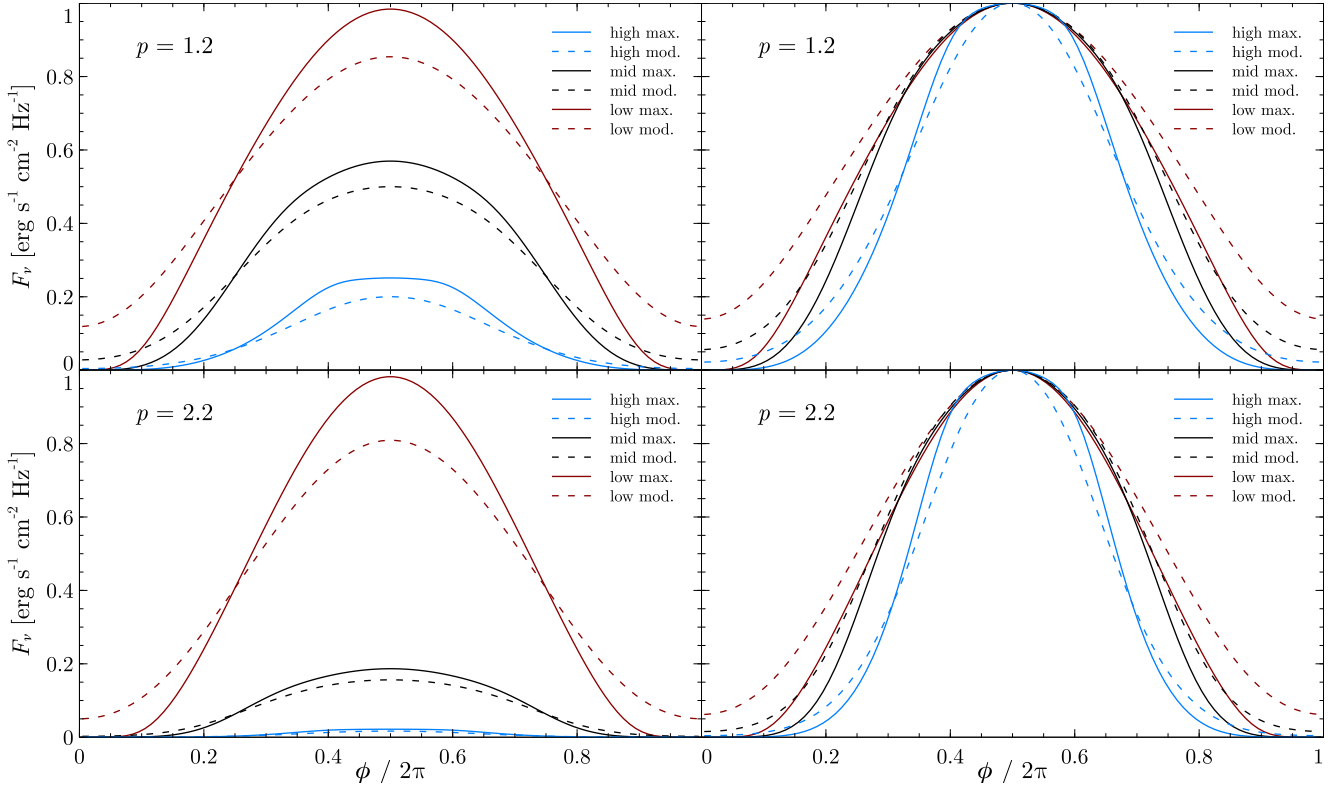 1
0.8
0.6
0.4
0.2
0
F_ν [erg s⁻¹ cm⁻² Hz⁻¹]
p = 1.2
high max.
high mod.
mid max.
mid mod.
low max.
low mod.
p = 1.2
high max.
high mod.
mid max.
mid mod.
low max.
low mod.
1
0.8
0.6
0.4
0.2
0
F_ν [erg s⁻¹ cm⁻² Hz⁻¹]
p = 2.2
high max.
high mod.
mid max.
mid mod.
low max.
low mod.
p = 2.2
high max.
high mod.
mid max.
mid mod.
low max.
low mod.
0 0.2 0.4 0.6 0.8
0.2 0.4 0.6 0.8 1
ϕ / 2π
ϕ / 2π